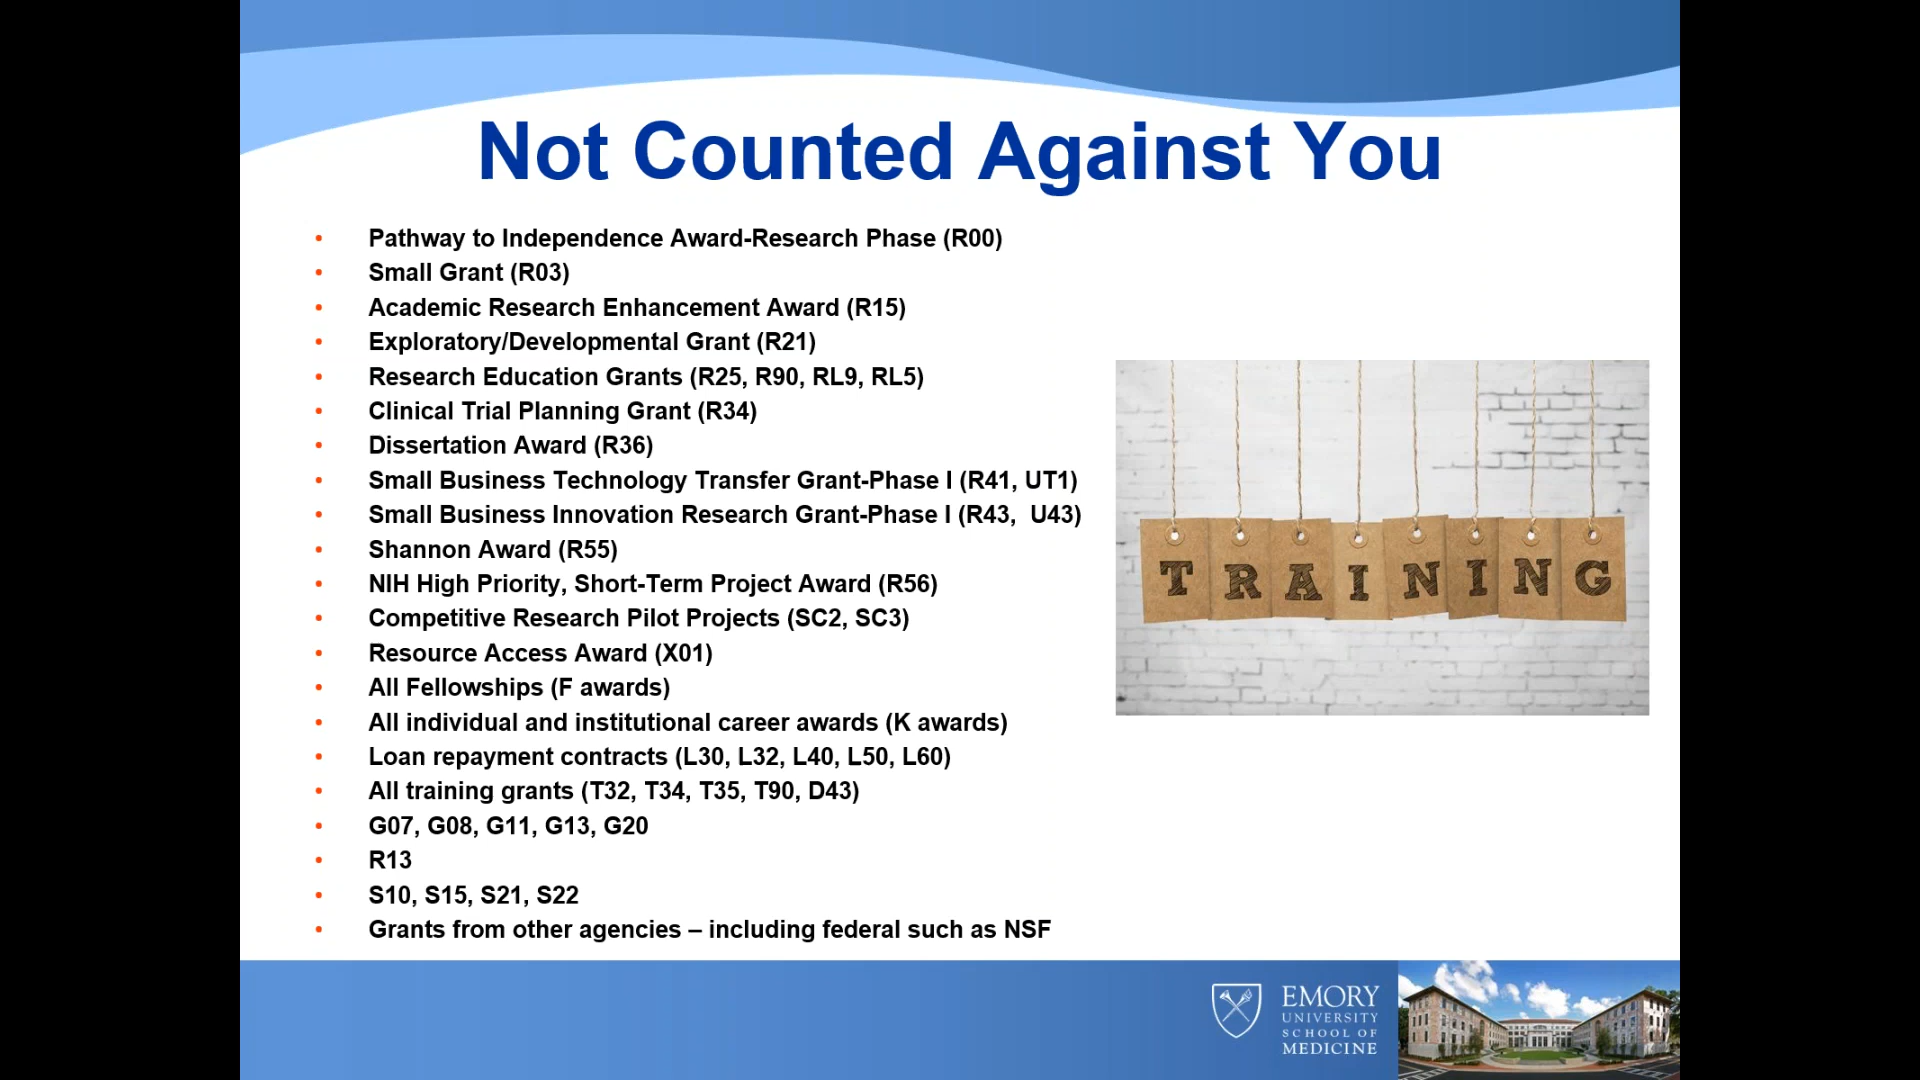 Not Counted Against You
• Pathway to Independence Award-Research Phase (R00)
• Small Grant (R03)
• Academic Research Enhancement Award (R15)
• Exploratory/Developmental Grant (R21)
• Research Education Grants (R25, R90, RL9, RL5)
• Clinical Trial Planning Grant (R34)
• Dissertation Award (R36)
• Small Business Technology Transfer Grant-Phase I (R41, UT1)
• Small Business Innovation Research Grant-Phase I (R43,  U43)
• Shannon Award (R55)
• NIH High Priority, Short-Term Project Award (R56)
• Competitive Research Pilot Projects (SC2, SC3)
• Resource Access Award (X01)
• All Fellowships (F awards)
• All individual and institutional career awards (K awards)
• Loan repayment contracts (L30, L32, L40, L50, L60)
• All training grants (T32, T34, T35, T90, D43)
• G07, G08, G11, G13, G20
• R13
• S10, S15, S21, S22
• Grants from other agencies – including federal such as NSF
TRAINING
EMORY
UNIVERSITY
SCHOOL OF
MEDICINE